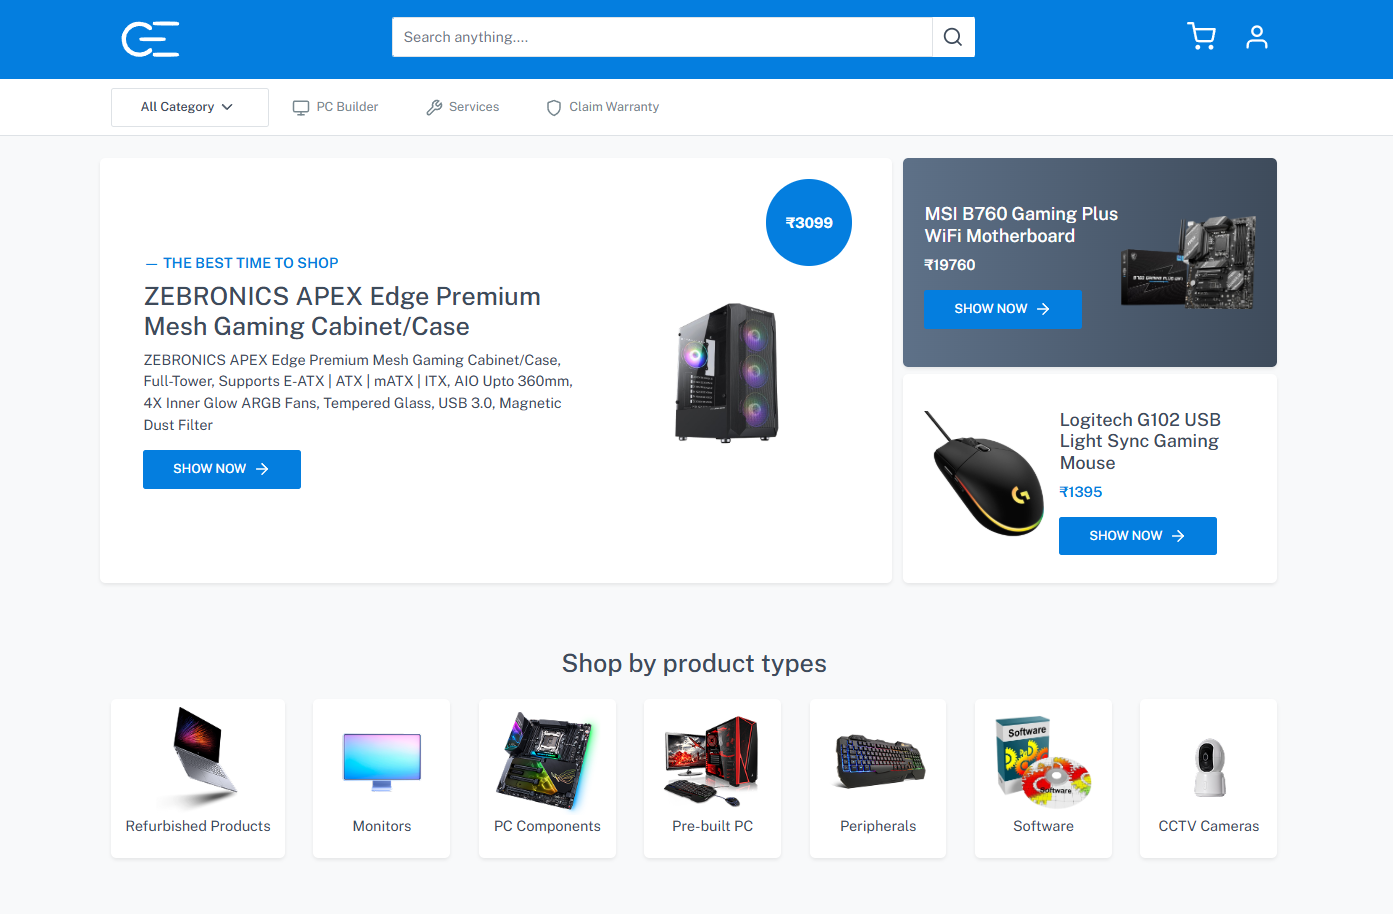 CE
Search anything....
All Category
PC Builder
Services
Claim Warranty
₹3099
— THE BEST TIME TO SHOP
ZEBRONICS APEX Edge Premium
Mesh Gaming Cabinet/Case
ZEBRONICS APEX Edge Premium Mesh Gaming Cabinet/Case,
Full-Tower, Supports E-ATX | ATX | mATX | ITX, AIO Upto 360mm,
4X Inner Glow ARGB Fans, Tempered Glass, USB 3.0, Magnetic
Dust Filter
SHOW NOW
MSI B760 Gaming Plus
WiFi Motherboard
₹19760
SHOW NOW
Logitech G102 USB
Light Sync Gaming
Mouse
₹1395
SHOW NOW
Shop by product types
Software
Software
Refurbished Products
Monitors
PC Components
Pre-built PC
Peripherals
Software
CCTV Cameras